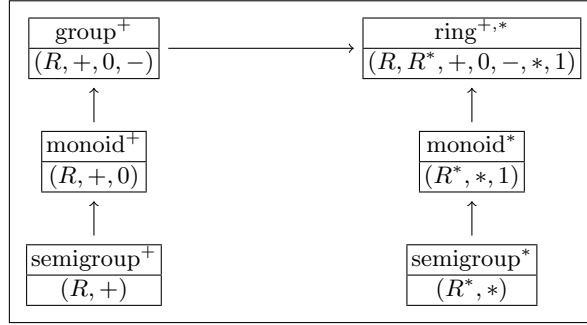 group⁺
(R, +, 0, −)
ring⁺,*
(R, R*, +, 0, −, *, 1)
monoid⁺
(R, +, 0)
monoid*
(R*, *, 1)
semigroup⁺
(R, +)
semigroup*
(R*, *)